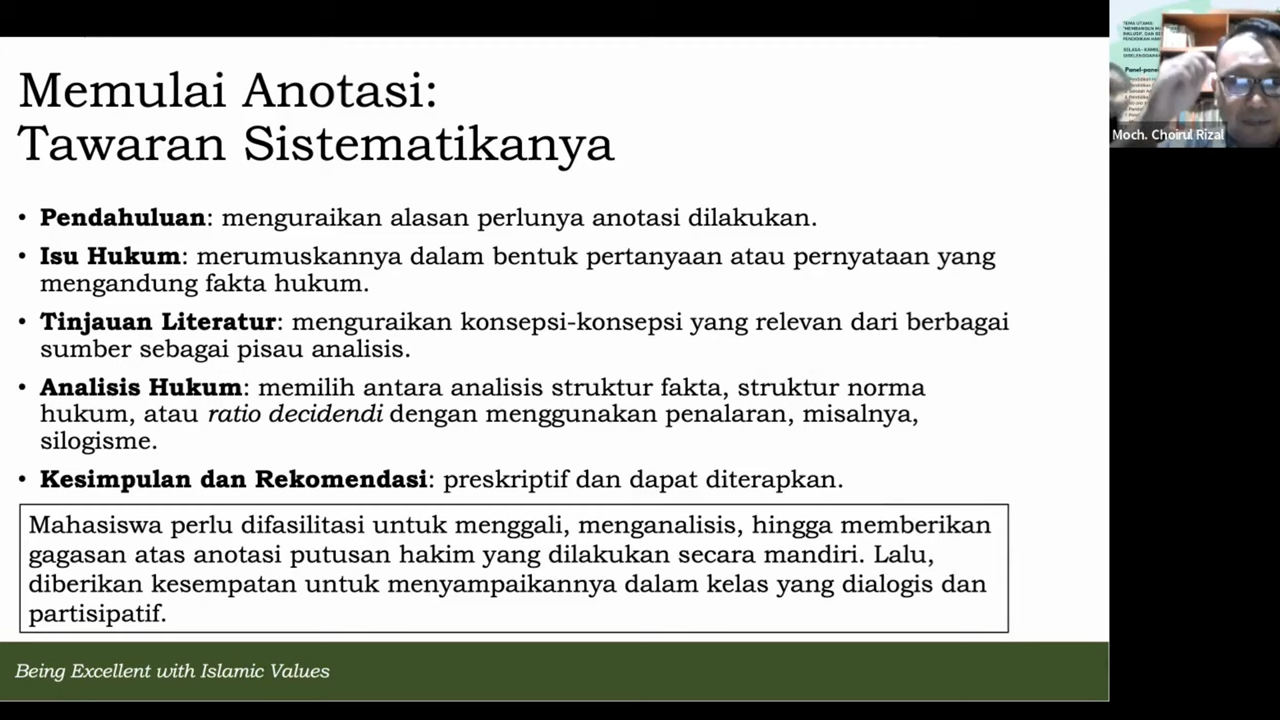 Memulai Anotasi:
Tawaran Sistematikanya
• Pendahuluan: menguraikan alasan perlunya anotasi dilakukan.
• Isu Hukum: merumuskannya dalam bentuk pertanyaan atau pernyataan yang
mengandung fakta hukum.
• Tinjauan Literatur: menguraikan konsepsi-konsepsi yang relevan dari berbagai
sumber sebagai pisau analisis.
• Analisis Hukum: memilih antara analisis struktur fakta, struktur norma
hukum, atau ratio decidendi dengan menggunakan penalaran, misalnya,
silogisme.
• Kesimpulan dan Rekomendasi: preskriptif dan dapat diterapkan.
Mahasiswa perlu difasilitasi untuk menggali, menganalisis, hingga memberikan
gagasan atas anotasi putusan hakim yang dilakukan secara mandiri. Lalu,
diberikan kesempatan untuk menyampaikannya dalam kelas yang dialogis dan
partisipatif.
Being Excellent with Islamic Values
TEMA UTAMA:
Panel-panel
Moch. Choirul Rizal